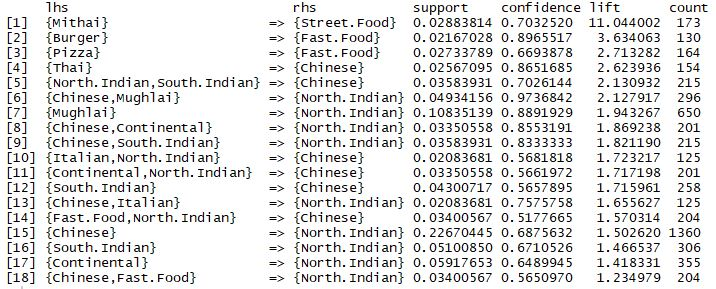 lhs rhs support confidence lift count
[1] {Mithai} => {Street.Food} 0.02883814 0.7032520 11.044002 173
[2] {Burger} => {Fast.Food} 0.02167028 0.8965517 3.634063 130
[3] {Pizza} => {Fast.Food} 0.02733789 0.6693878 2.713282 164
[4] {Thai} => {Chinese} 0.02567095 0.8651685 2.623936 154
[5] {North.Indian,South.Indian} => {Chinese} 0.03583931 0.7026144 2.130932 215
[6] {Chinese,Mughlai} => {North.Indian} 0.04934156 0.9736842 2.127917 296
[7] {Mughlai} => {North.Indian} 0.10835139 0.8891929 1.943267 650
[8] {Chinese,Continental} => {North.Indian} 0.03350558 0.8553191 1.869238 201
[9] {Chinese,South.Indian} => {North.Indian} 0.03583931 0.8333333 1.821190 215
[10] {Italian,North.Indian} => {Chinese} 0.02083681 0.5681818 1.723217 125
[11] {Continental,North.Indian} => {Chinese} 0.03350558 0.5661972 1.717198 201
[12] {South.Indian} => {Chinese} 0.04300717 0.5657895 1.715961 258
[13] {Chinese,Italian} => {North.Indian} 0.02083681 0.7575758 1.655627 125
[14] {Fast.Food,North.Indian} => {Chinese} 0.03400567 0.5177665 1.570314 204
[15] {Chinese} => {North.Indian} 0.22670445 0.6875632 1.502620 1360
[16] {South.Indian} => {North.Indian} 0.05100850 0.6710526 1.466537 306
[17] {Continental} => {North.Indian} 0.05917653 0.6489945 1.418331 355
[18] {Chinese,Fast.Food} => {North.Indian} 0.03400567 0.5650970 1.234979 204